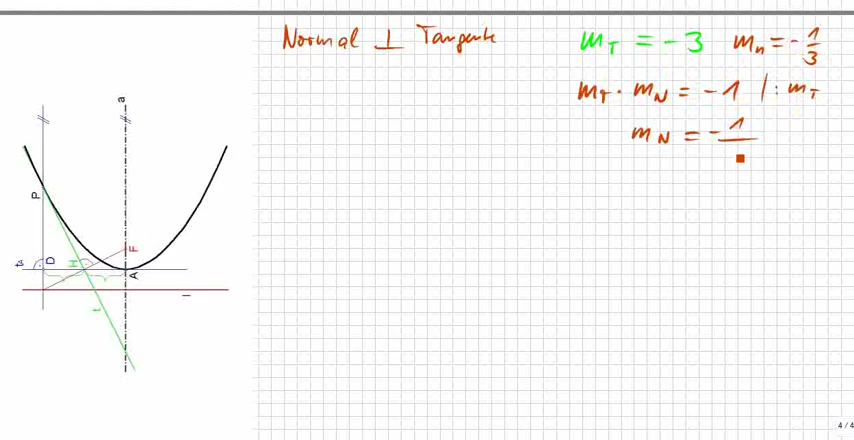 Normal ⊥ Tangente
m_T = -3
m_n = -1/3
m_T · m_N = -1 | : m_T
m_N = -1/
a
P
D
H
F
A
t
l
4 / 4